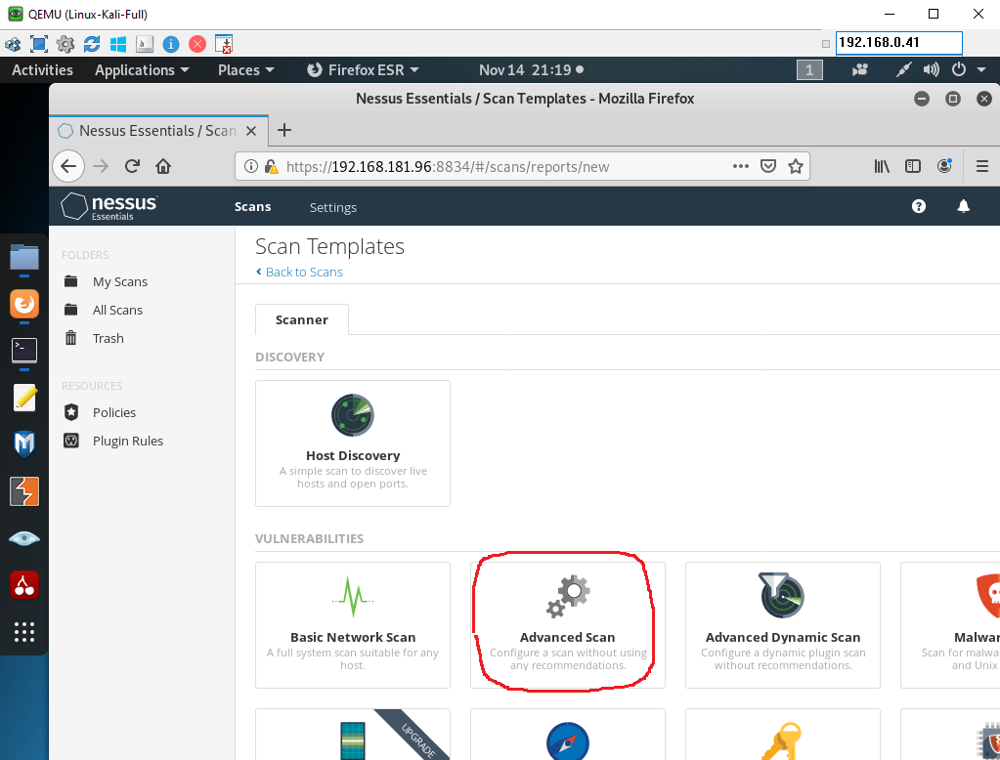 QEMU (Linux-Kali-Full)
192.168.0.41
Activities Applications Places Firefox ESR Nov 14 21:19 1
Nessus Essentials / Scan Templates - Mozilla Firefox
Nessus Essentials / Scan
https://192.168.181.96:8834/#/scans/reports/new
nessus Essentials Scans Settings
FOLDERS
My Scans
All Scans
Trash
RESOURCES
Policies
Plugin Rules
Scan Templates
Back to Scans
Scanner
DISCOVERY
Host Discovery
A simple scan to discover live
hosts and open ports.
VULNERABILITIES
Basic Network Scan
A full system scan suitable for any
host.
Advanced Scan
Configure a scan without using
any recommendations.
Advanced Dynamic Scan
Configure a dynamic plugin scan
without recommendations.
Malwar
Scan for malwa
and Unix
UPGRADE